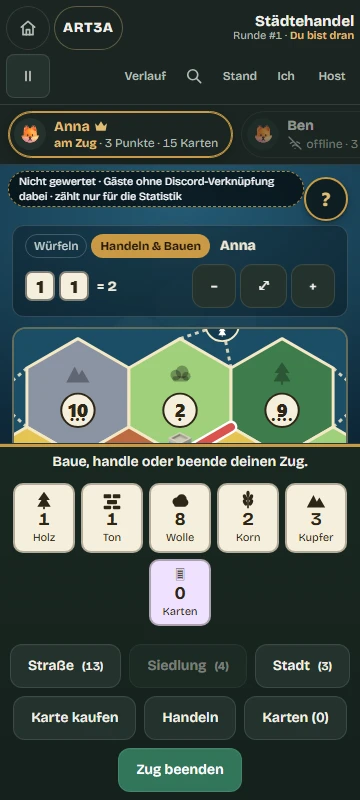 ART3A
Städtehandel
Runde #1 · Du bist dran
Verlauf
Stand
Ich
Host
Anna
am Zug · 3 Punkte · 15 Karten
Ben
offline · 3
Nicht gewertet · Gäste ohne Discord-Verknüpfung
dabei · zählt nur für die Statistik
?
Würfeln
Handeln & Bauen
Anna
1 1 = 2
−
+
10
2
9
Baue, handle oder beende deinen Zug.
1
Holz
1
Ton
8
Wolle
2
Korn
3
Kupfer
0
Karten
Straße (13)
Siedlung (4)
Stadt (3)
Karte kaufen
Handeln
Karten (0)
Zug beenden